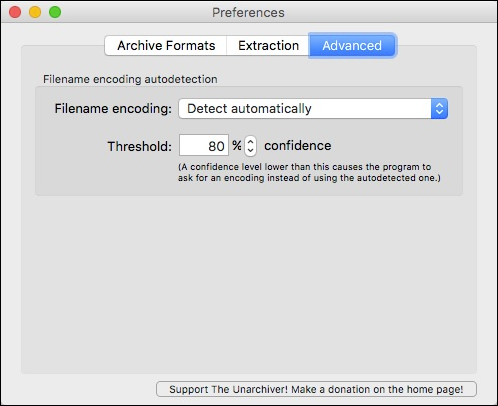 Preferences
Archive Formats
Extraction
Advanced
Filename encoding autodetection
Filename encoding: Detect automatically
Threshold: 80 % confidence
(A confidence level lower than this causes the program to
ask for an encoding instead of using the autodetected one.)
Support The Unarchiver! Make a donation on the home page!